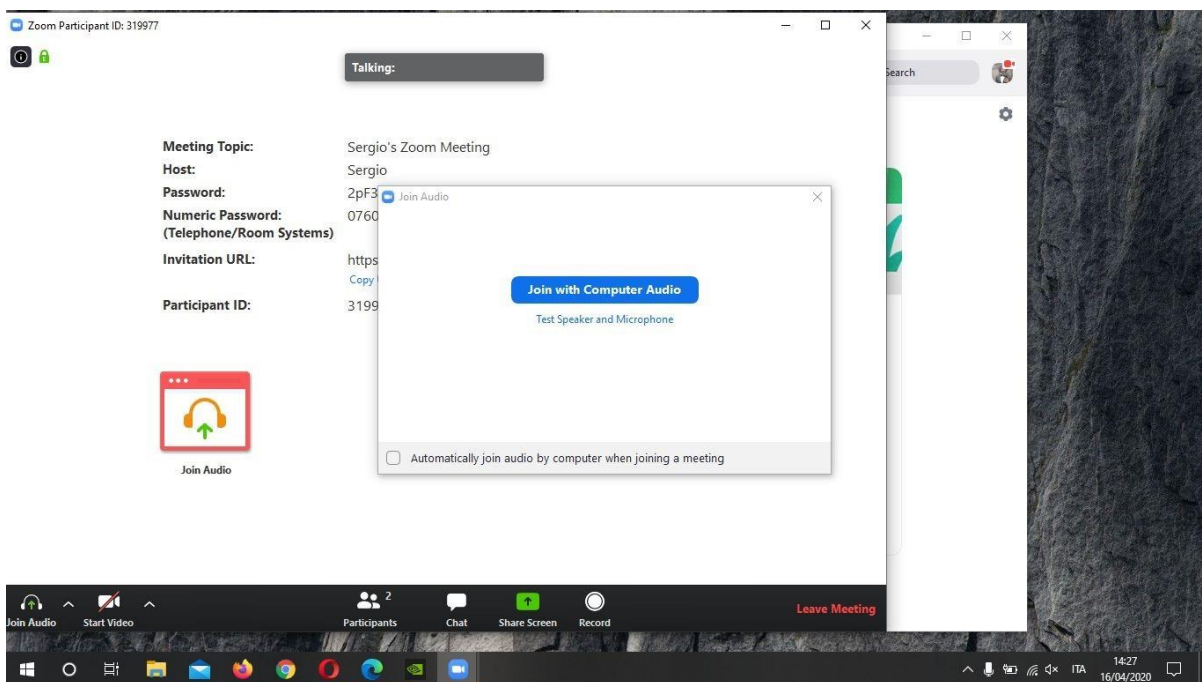 Zoom Participant ID: 319977
Talking:
Search
Meeting Topic: Sergio's Zoom Meeting
Host: Sergio
Password: 2pF3
Numeric Password: 0760
(Telephone/Room Systems)
Invitation URL: https
Copy
Participant ID: 3199
Join Audio
Join with Computer Audio
Test Speaker and Microphone
Automatically join audio by computer when joining a meeting
Join Audio
Join Audio
Start Video
Participants
2
Chat
Share Screen
Record
Leave Meeting
ITA
14:27
16/04/2020